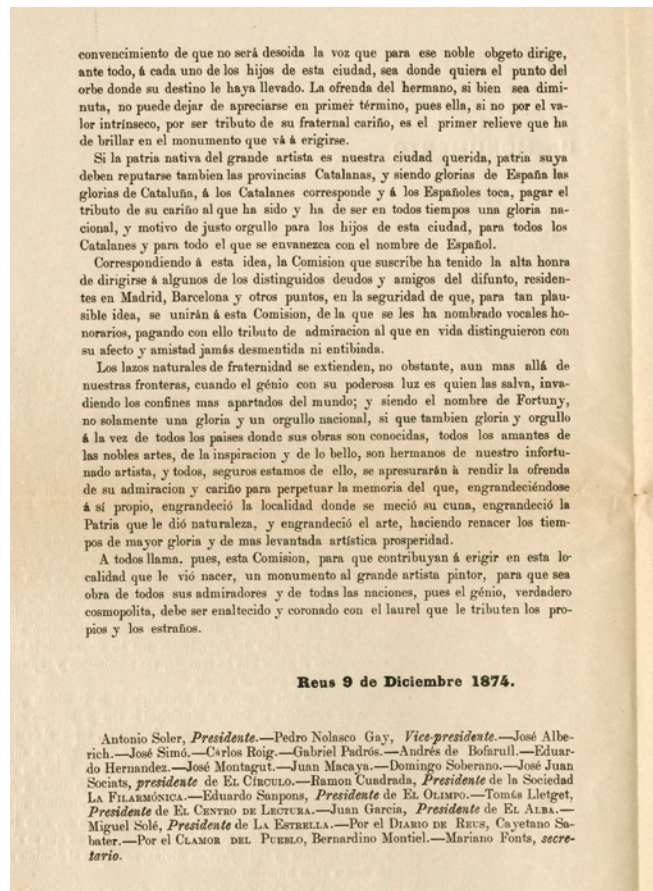 convencimiento de que no será desoida la voz que para ese noble obgeto dirige,
ante todo, á cada uno de los hijos de esta ciudad, sea donde quiera el punto del
orbe donde su destino le haya llevado. La ofrenda del hermano, si bien sea dimi-
nuta, no puede dejar de apreciarse en primer término, pues ella, si no por el va-
lor intrínseco, por ser tributo de su fraternal cariño, es el primer relieve que ha
de brillar en el monumento que vá á erigirse.
Si la patria nativa del grande artista es nuestra ciudad querida, patria suya
deben reputarse tambien las provincias Catalanas, y siendo glorias de España las
glorias de Cataluña, á los Catalanes corresponde y á los Españoles toca, pagar el
tributo de su cariño al que ha sido y ha de ser en todos tiempos una gloria na-
cional, y motivo de justo orgullo para los hijos de esta ciudad, para todos los
Catalanes y para todo el que se envanezca con el nombre de Español.
Correspondiendo á esta idea, la Comision que suscribe ha tenido la alta honra
de dirigirse á algunos de los distinguidos deudos y amigos del difunto, residen-
tes en Madrid, Barcelona y otros puntos, en la seguridad de que, para tan plau-
sible idea, se unirán á esta Comision, de la que se les ha nombrado vocales ho-
norarios, pagando con ello tributo de admiracion al que en vida distinguieron con
su afecto y amistad jamás desmentida ni entibiada.
Los lazos naturales de fraternidad se extienden, no obstante, aun mas allá de
nuestras fronteras, cuando el génio con su poderosa luz es quien las salva, inva-
diendo los confines mas apartados del mundo; y siendo el nombre de Fortuny,
no solamente una gloria y un orgullo nacional, si que tambien gloria y orgullo
á la vez de todos los paises donde sus obras son conocidas, todos los amantes de
las nobles artes, de la inspiracion y de lo bello, son hermanos de nuestro infortu-
nado artista, y todos, seguros estamos de ello, se apresurarán à rendir la ofrenda
de su admiracion y cariño para perpetuar la memoria del que, engrandeciéndose
á sí propio, engrandeció la localidad donde se meció su cuna, engrandeció la
Patria que le dió naturaleza, y engrandeció el arte, haciendo renacer los tiem-
pos de mayor gloria y de mas levantada artística prosperidad.
A todos llama, pues, esta Comision, para que contribuyan á erigir en esta lo-
calidad que le vió nacer, un monumento al grande artista pintor, para que sea
obra de todos sus admiradores y de todas las naciones, pues el génio, verdadero
cosmopolita, debe ser enaltecido y coronado con el laurel que le tributen los pro-
pios y los estraños.
Reus 9 de Diciembre 1874.
Antonio Soler, Presidente.—Pedro Nolasco Gay, Vice-presidente.—José Albe-
rich.—José Simó.—Carlos Roig.—Gabriel Padrós.—Andrés de Bofarull.—Eduar-
do Hernandez.—José Montagut.—Juan Macaya.—Domingo Soberano.—José Juan
Sociats, presidente de EL CÍRCULO.—Ramon Cuadrada, Presidente de la Sociedad
LA FILARMÓNICA.—Eduardo Sanpons, Presidente de EL OLIMPO.—Tomás Lletget,
Presidente de EL CENTRO DE LECTURA.—Juan Garcia, Presidente de EL ALBA.—
Miguel Solé, Presidente de LA ESTRELLA.—Por el DIARIO DE REUS, Cayetano Sa-
bater.—Por el CLAMOR DEL PUEBLO, Bernardino Montiel.—Mariano Fonts, secre-
tario.